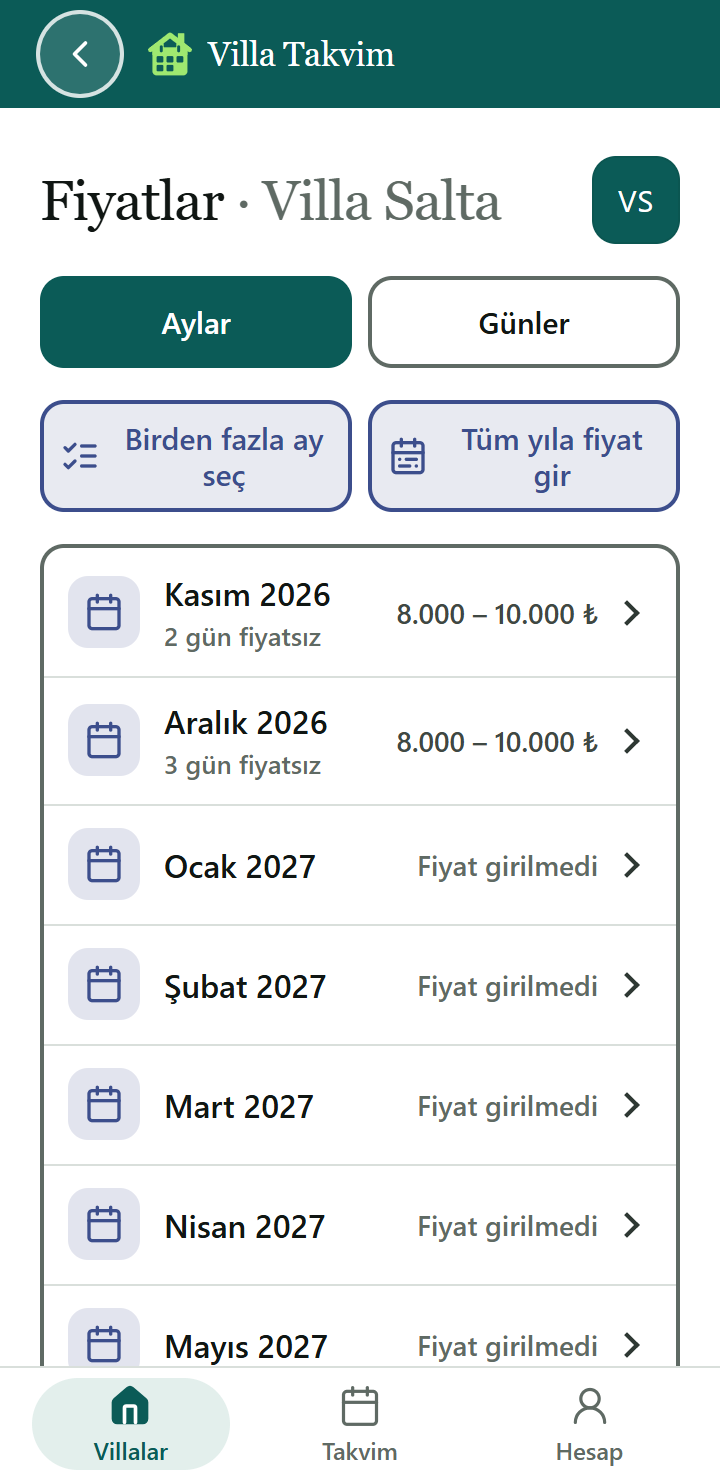 Villa Takvim
Fiyatlar · Villa Salta
VS
Aylar
Günler
Birden fazla ay
seç
Tüm yıla fiyat
gir
Kasım 2026
2 gün fiyatsız
8.000 – 10.000 ₺
Aralık 2026
3 gün fiyatsız
8.000 – 10.000 ₺
Ocak 2027
Fiyat girilmedi
Şubat 2027
Fiyat girilmedi
Mart 2027
Fiyat girilmedi
Nisan 2027
Fiyat girilmedi
Mayıs 2027
Fiyat girilmedi
Villalar
Takvim
Hesap